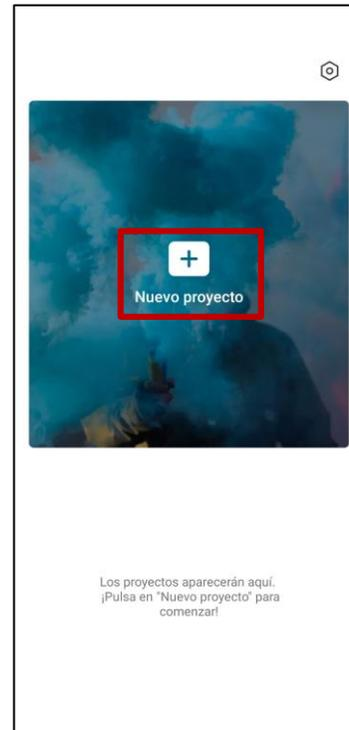 Nuevo proyecto
Los proyectos aparecerán aquí.
¡Pulsa en "Nuevo proyecto" para
comenzar!